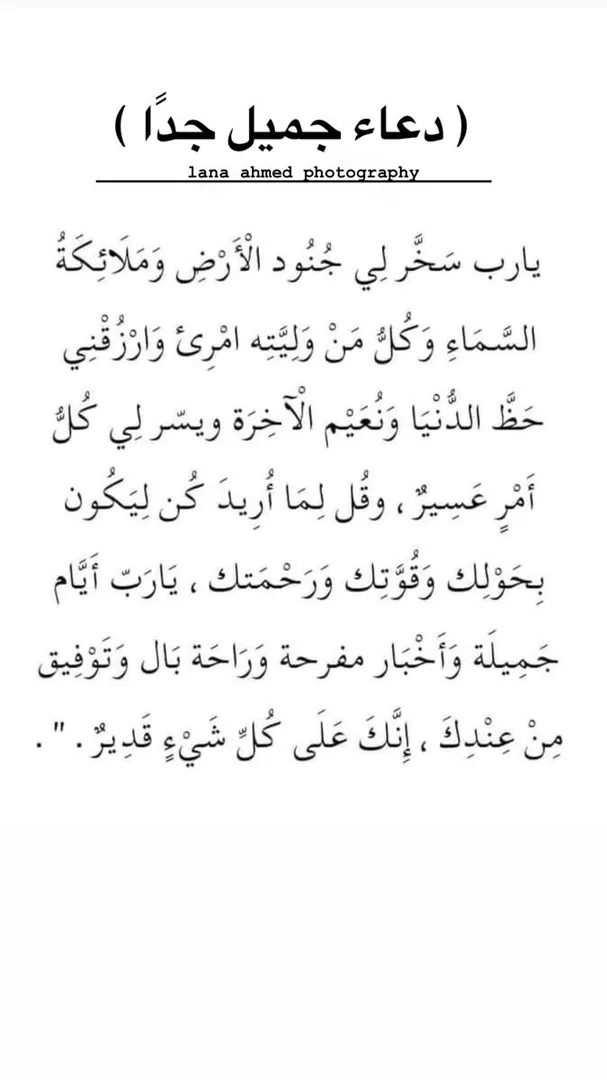 ( دعاء جميل جدًا )
lana ahmed photography
يارب سَخَّر لِي جُنُود الْأَرْضِ وَمَلَائِكَةُ
السَّمَاءِ وَكُلُّ مَنْ وَلِيَّتِه امْرِئ وَارْزُقْنِي
حَظَّ الدُّنْيَا وَنُعَيْم الْآخِرَة ويسّر لِي كُلُّ
أَمْرٍ عَسِيرٌ ، وقُل لِمَا أُرِيدَ كُن لِيَكُون
بِحَوْلِك وَقُوَّتِك وَرَحْمَتك ، يَارَبّ أَيَّام
جَمِيلَة وَأَخْبَار مفرحة وَرَاحَة بَال وَتَوْفِيق
مِنْ عِنْدِكَ ، إِنَّكَ عَلَى كُلِّ شَيْءٍ قَدِيرٌ . " .